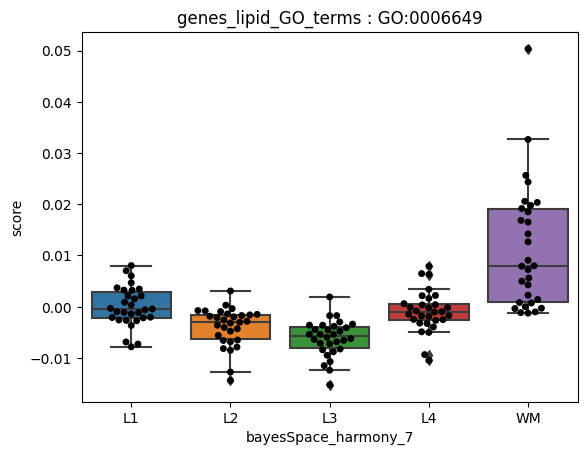 genes_lipid_GO_terms : GO:0006649
0.05
0.04
0.03
0.02
0.01
0.00
−0.01
score
L1 L2 L3 L4 WM
bayesSpace_harmony_7